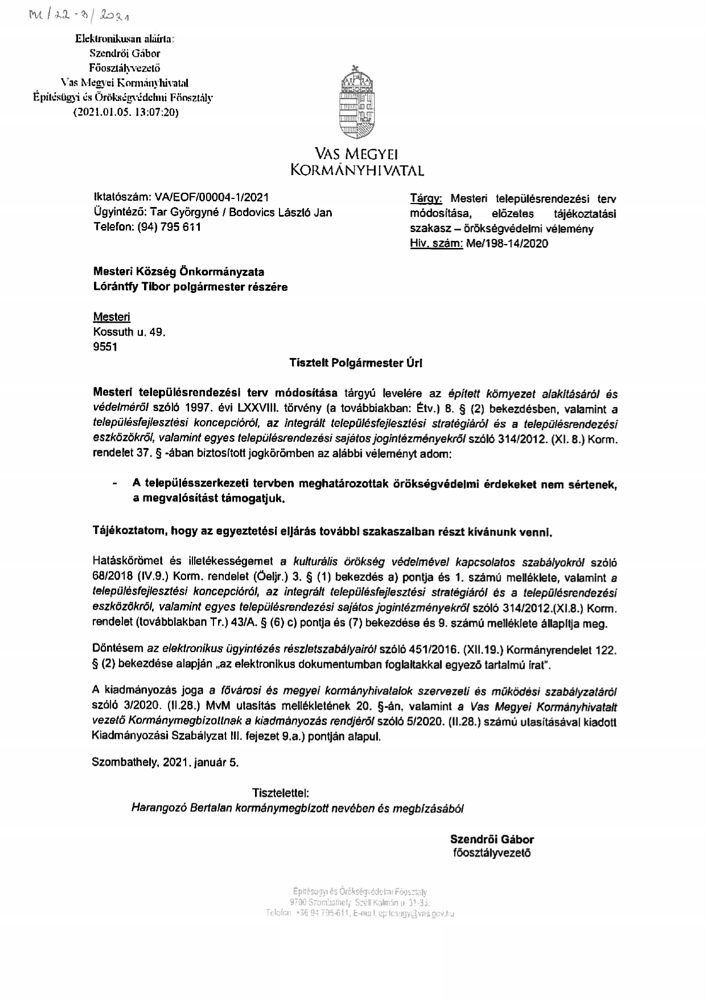 Me/22-3/2021
Elektronikusan aláírta:
Szendrői Gábor
Főosztályvezető
Vas Megyei Kormányhivatal
Építésügyi és Örökségvédelmi Főosztály
(2021.01.05. 13:07:20)
VAS MEGYEI
KORMÁNYHIVATAL
Iktatószám: VA/EOF/00004-1/2021
Ügyintéző: Tar Györgyné / Bodovics László Jan
Telefon: (94) 795 611
Tárgy: Mesteri településrendezési terv
módosítása, előzetes tájékoztatási
szakasz – örökségvédelmi vélemény
Hiv. szám: Me/198-14/2020
Mesteri Község Önkormányzata
Lórántfy Tibor polgármester részére
Mesteri
Kossuth u. 49.
9551
Tisztelt Polgármester Úr!
Mesteri településrendezési terv módosítása tárgyú levelére az épített környezet alakításáról és
védelméről szóló 1997. évi LXXVIII. törvény (a továbbiakban: Étv.) 8. § (2) bekezdésben, valamint a
településfejlesztési koncepcióról, az integrált településfejlesztési stratégiáról és a településrendezési
eszközökről, valamint egyes településrendezési sajátos jogintézményekről szóló 314/2012. (XI. 8.) Korm.
rendelet 37. § -ában biztosított jogkörömben az alábbi véleményt adom:
- A településszerkezeti tervben meghatározottak örökségvédelmi érdekeket nem sértenek,
a megvalósítást támogatjuk.
Tájékoztatom, hogy az egyeztetési eljárás további szakaszaiban részt kívánunk venni.
Hatáskörömet és illetékességemet a kulturális örökség védelmével kapcsolatos szabályokról szóló
68/2018 (IV.9.) Korm. rendelet (Öeljr.) 3. § (1) bekezdés a) pontja és 1. számú melléklete, valamint a
településfejlesztési koncepcióról, az integrált településfejlesztési stratégiáról és a településrendezési
eszközökről, valamint egyes településrendezési sajátos jogintézményekről szóló 314/2012.(XI.8.) Korm.
rendelet (továbbiakban Tr.) 43/A. § (6) c) pontja és (7) bekezdése és 9. számú melléklete állapítja meg.
Döntésem az elektronikus ügyintézés részletszabályairól szóló 451/2016. (XII.19.) Kormányrendelet 122.
§ (2) bekezdése alapján „az elektronikus dokumentumban foglaltakkal egyező tartalmú irat”.
A kiadmányozás joga a fővárosi és megyei kormányhivatalok szervezeti és működési szabályzatáról
szóló 3/2020. (II.28.) MvM utasítás mellékletének 20. §-án, valamint a Vas Megyei Kormányhivatalt
vezető Kormánymegbízottnak a kiadmányozás rendjéről szóló 5/2020. (II.28.) számú utasításával kiadott
Kiadmányozási Szabályzat III. fejezet 9.a.) pontján alapul.
Szombathely, 2021. január 5.
Tisztelettel:
Harangozó Bertalan kormánymegbízott nevében és megbízásából
Szendrői Gábor
főosztályvezető
Építésügyi és Örökségvédelmi Főosztály
9700 Szombathely, Széll Kálmán u. 31-33.
Telefon: +36 94 795-611, E-mail: epitesugy@vas.gov.hu